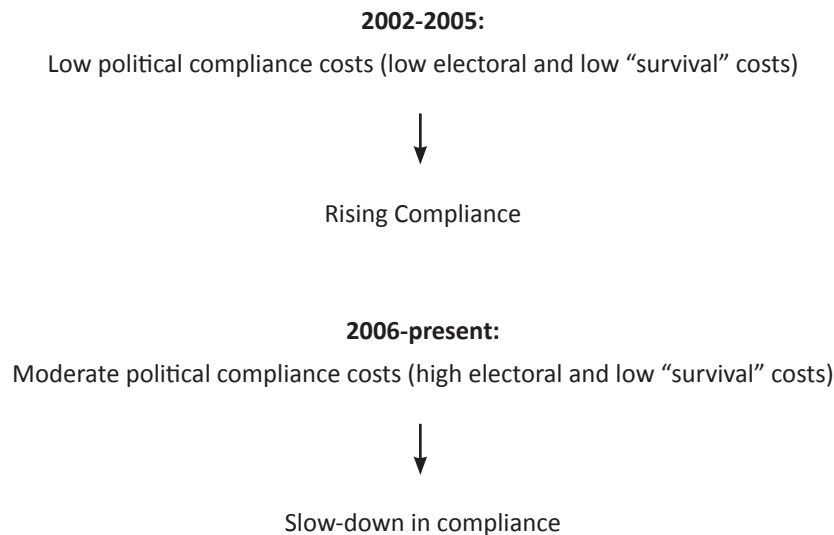 2002-2005:
Low political compliance costs (low electoral and low “survival” costs)
Rising Compliance
2006-present:
Moderate political compliance costs (high electoral and low “survival” costs)
Slow-down in compliance